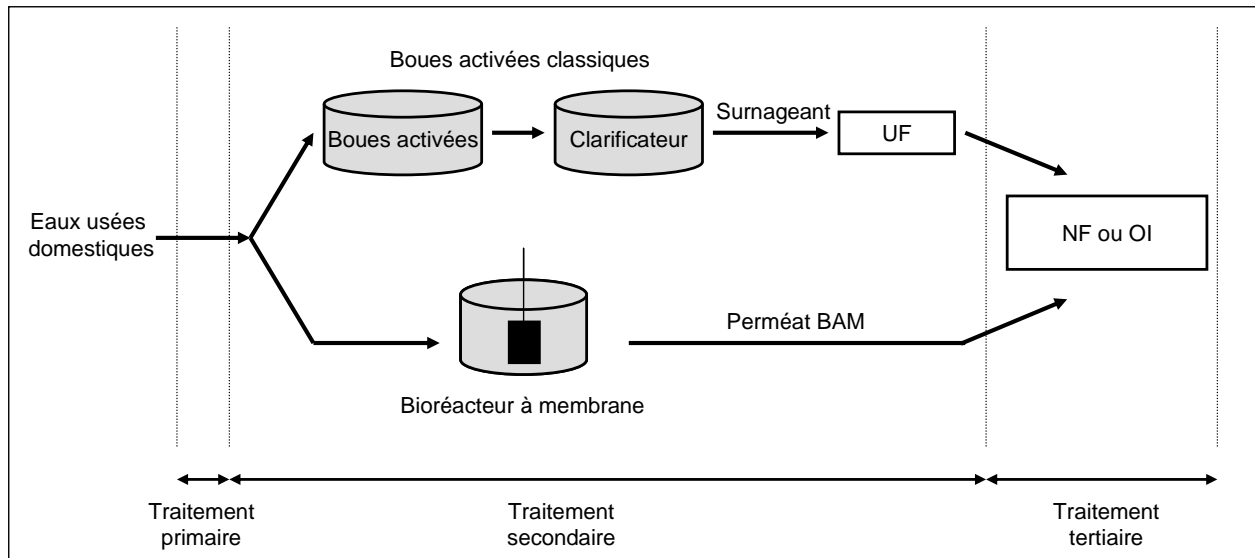 Boues activées classiques
Boues activées
Clarificateur
Surnageant
UF
Eaux usées
domestiques
NF ou OI
Perméat BAM
Bioréacteur à membrane
Traitement
primaire
Traitement
secondaire
Traitement
tertiaire